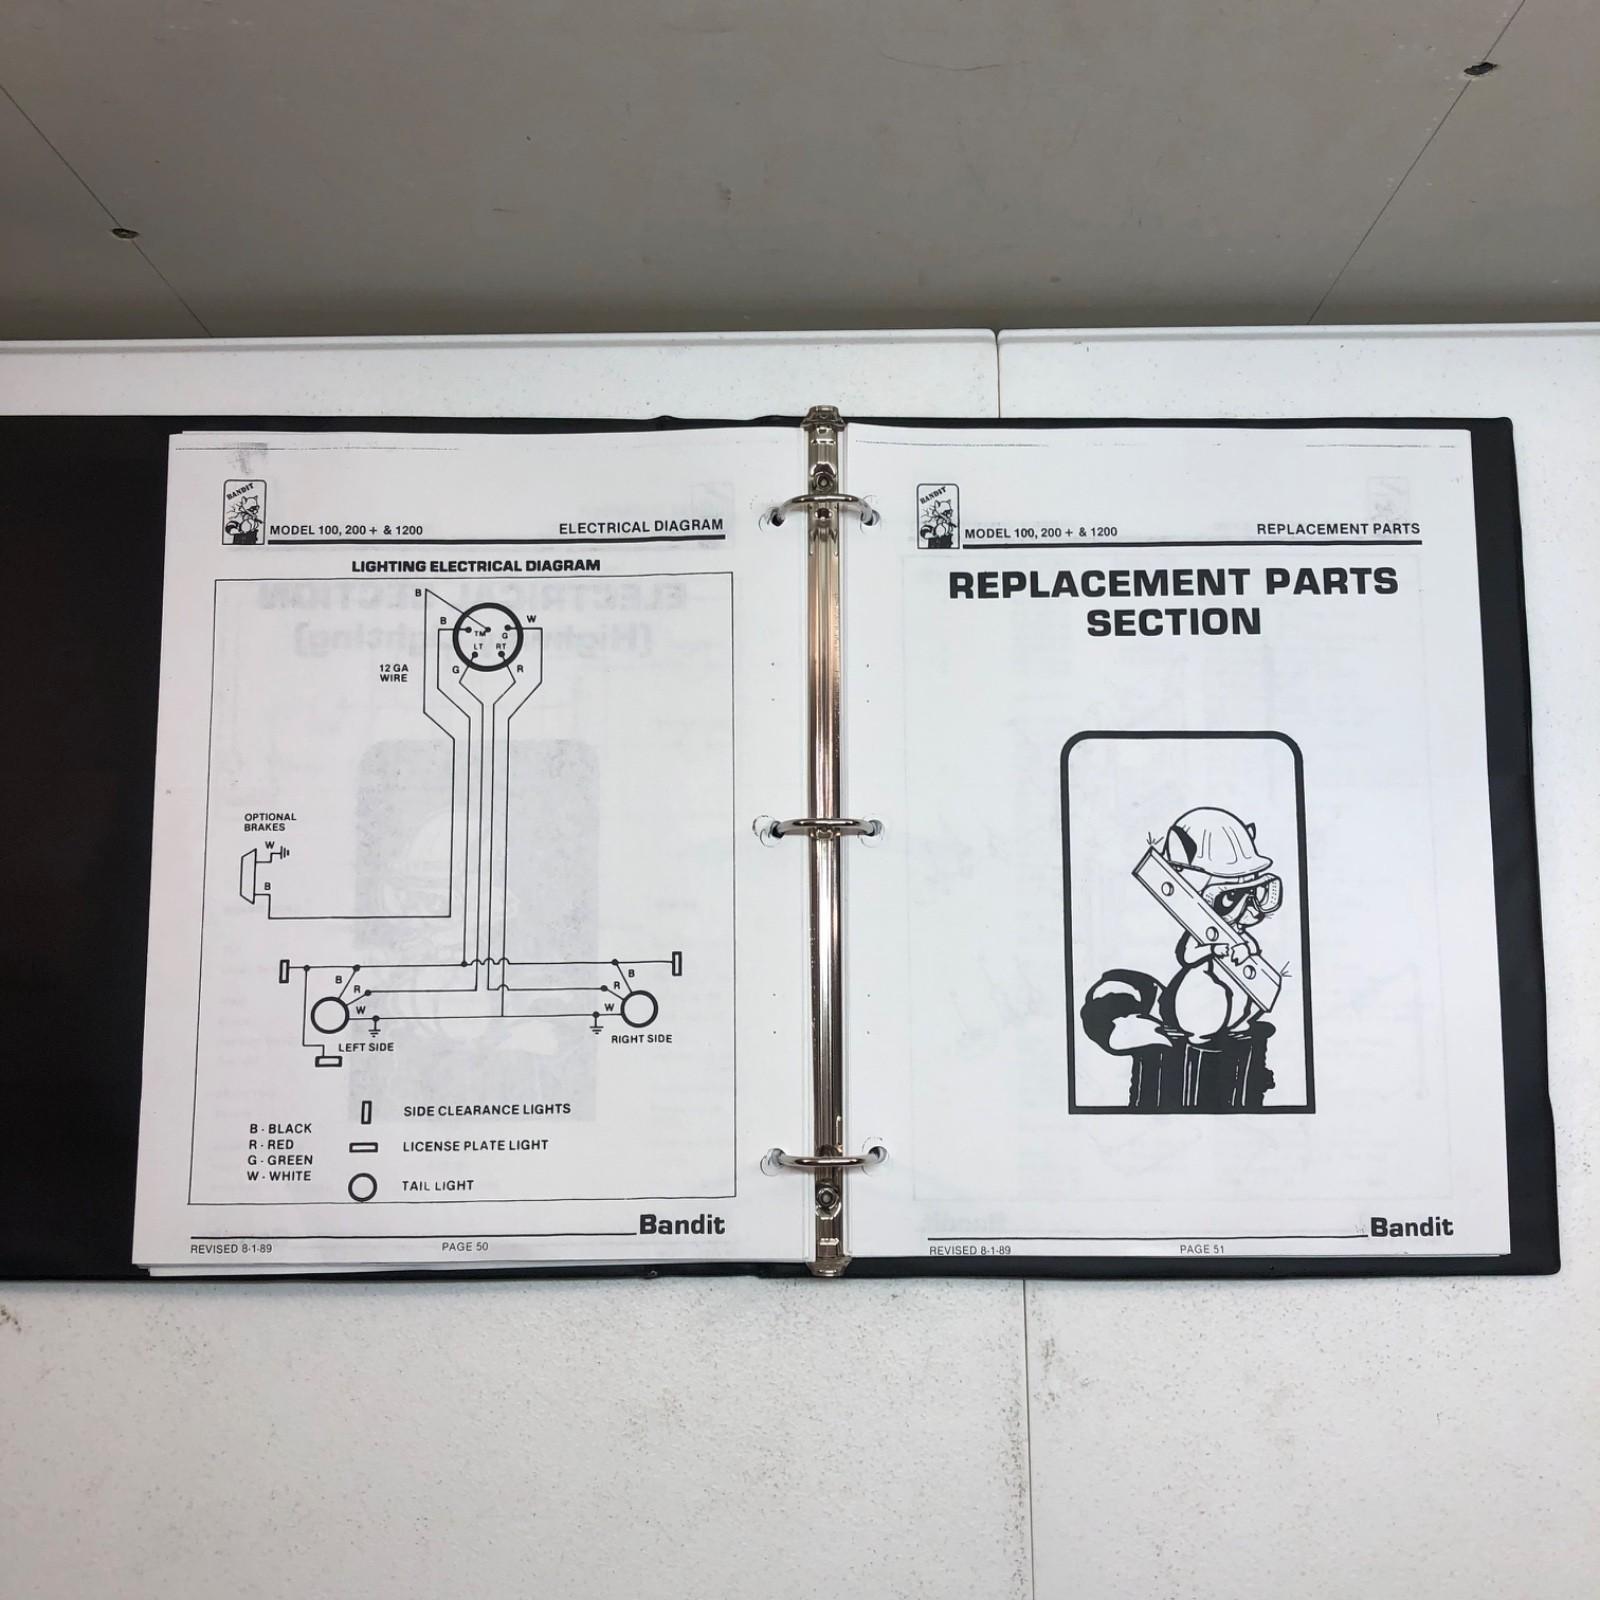 BANDIT
MODEL 100, 200 + & 1200
ELECTRICAL DIAGRAM
LIGHTING ELECTRICAL DIAGRAM
B
B
W
TM
G
LT
RT
G
R
12 GA
WIRE
OPTIONAL
BRAKES
W
B
B
R
W
B
R
W
LEFT SIDE
RIGHT SIDE
B - BLACK
R - RED
G - GREEN
W - WHITE
SIDE CLEARANCE LIGHTS
LICENSE PLATE LIGHT
TAIL LIGHT
Bandit
REVISED 8-1-89
PAGE 50
BANDIT
MODEL 100, 200 + & 1200
REPLACEMENT PARTS
REPLACEMENT PARTS
SECTION
Bandit
REVISED 8-1-89
PAGE 51